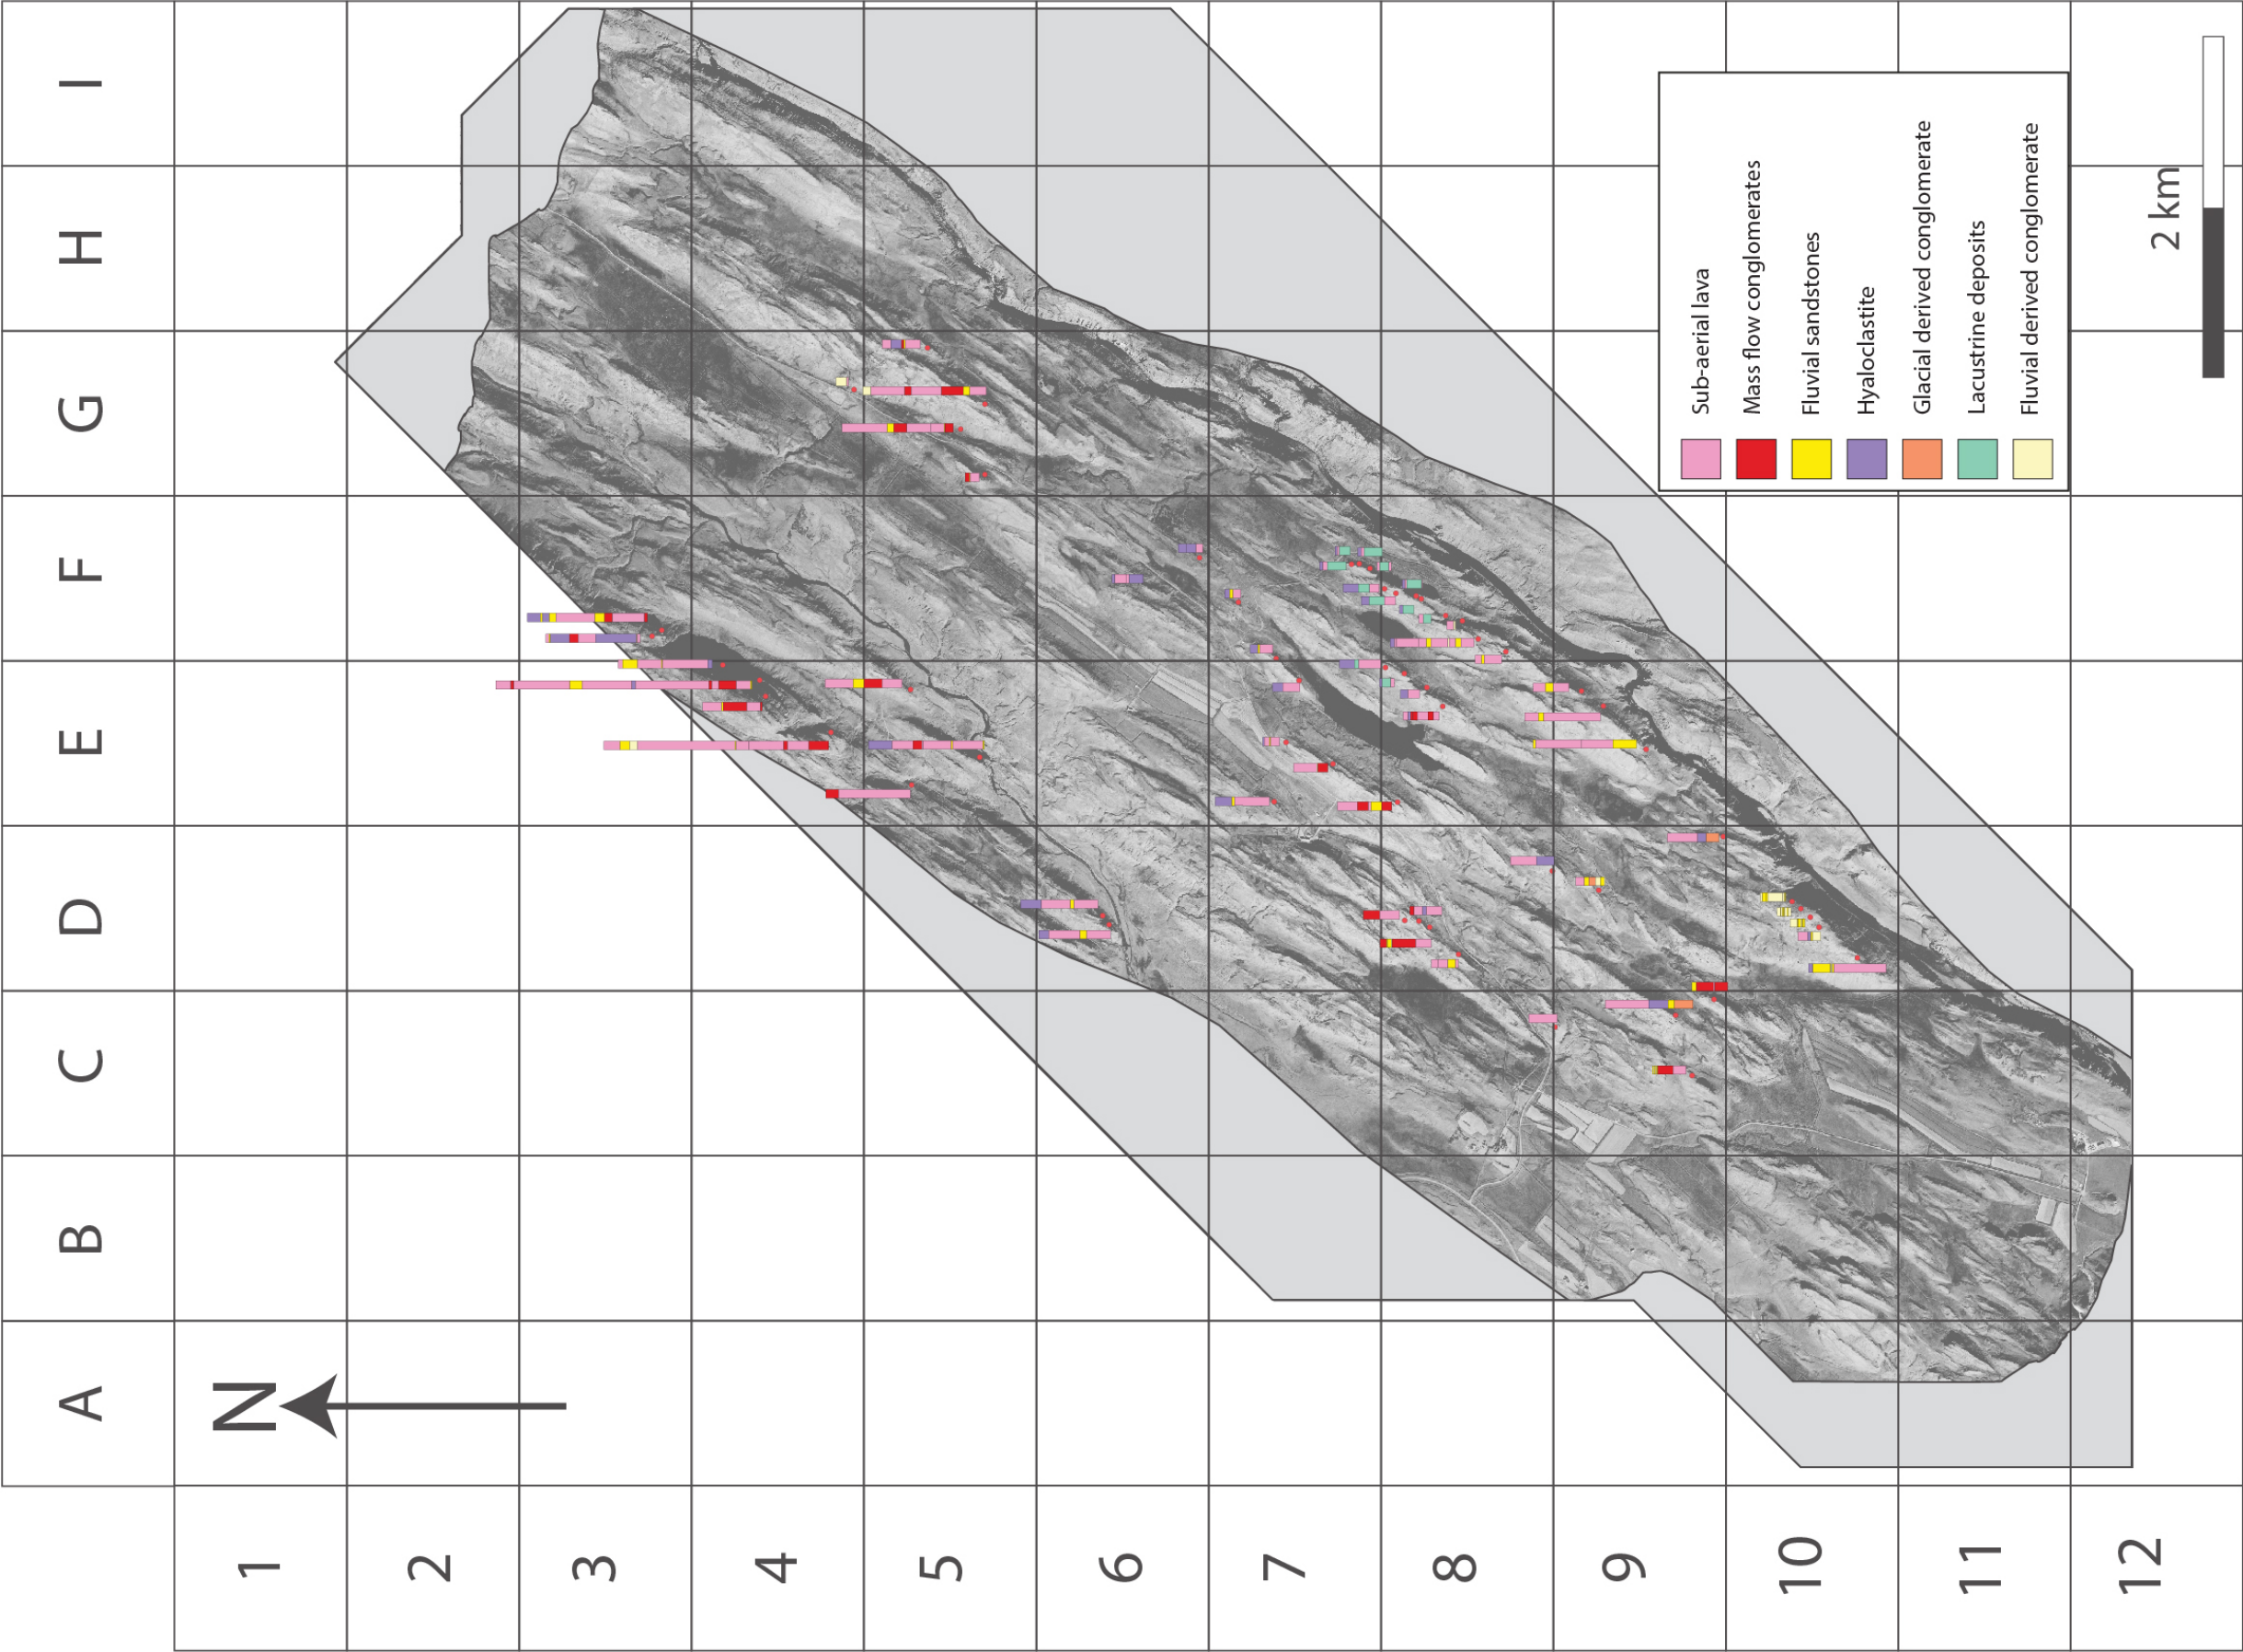 A
B
C
D
E
F
G
H
I
1
2
3
4
5
6
7
8
9
10
11
12
N
Sub-aerial lava
Mass flow conglomerates
Fluvial sandstones
Hyaloclastite
Glacial derived conglomerate
Lacustrine deposits
Fluvial derived conglomerate
2 km